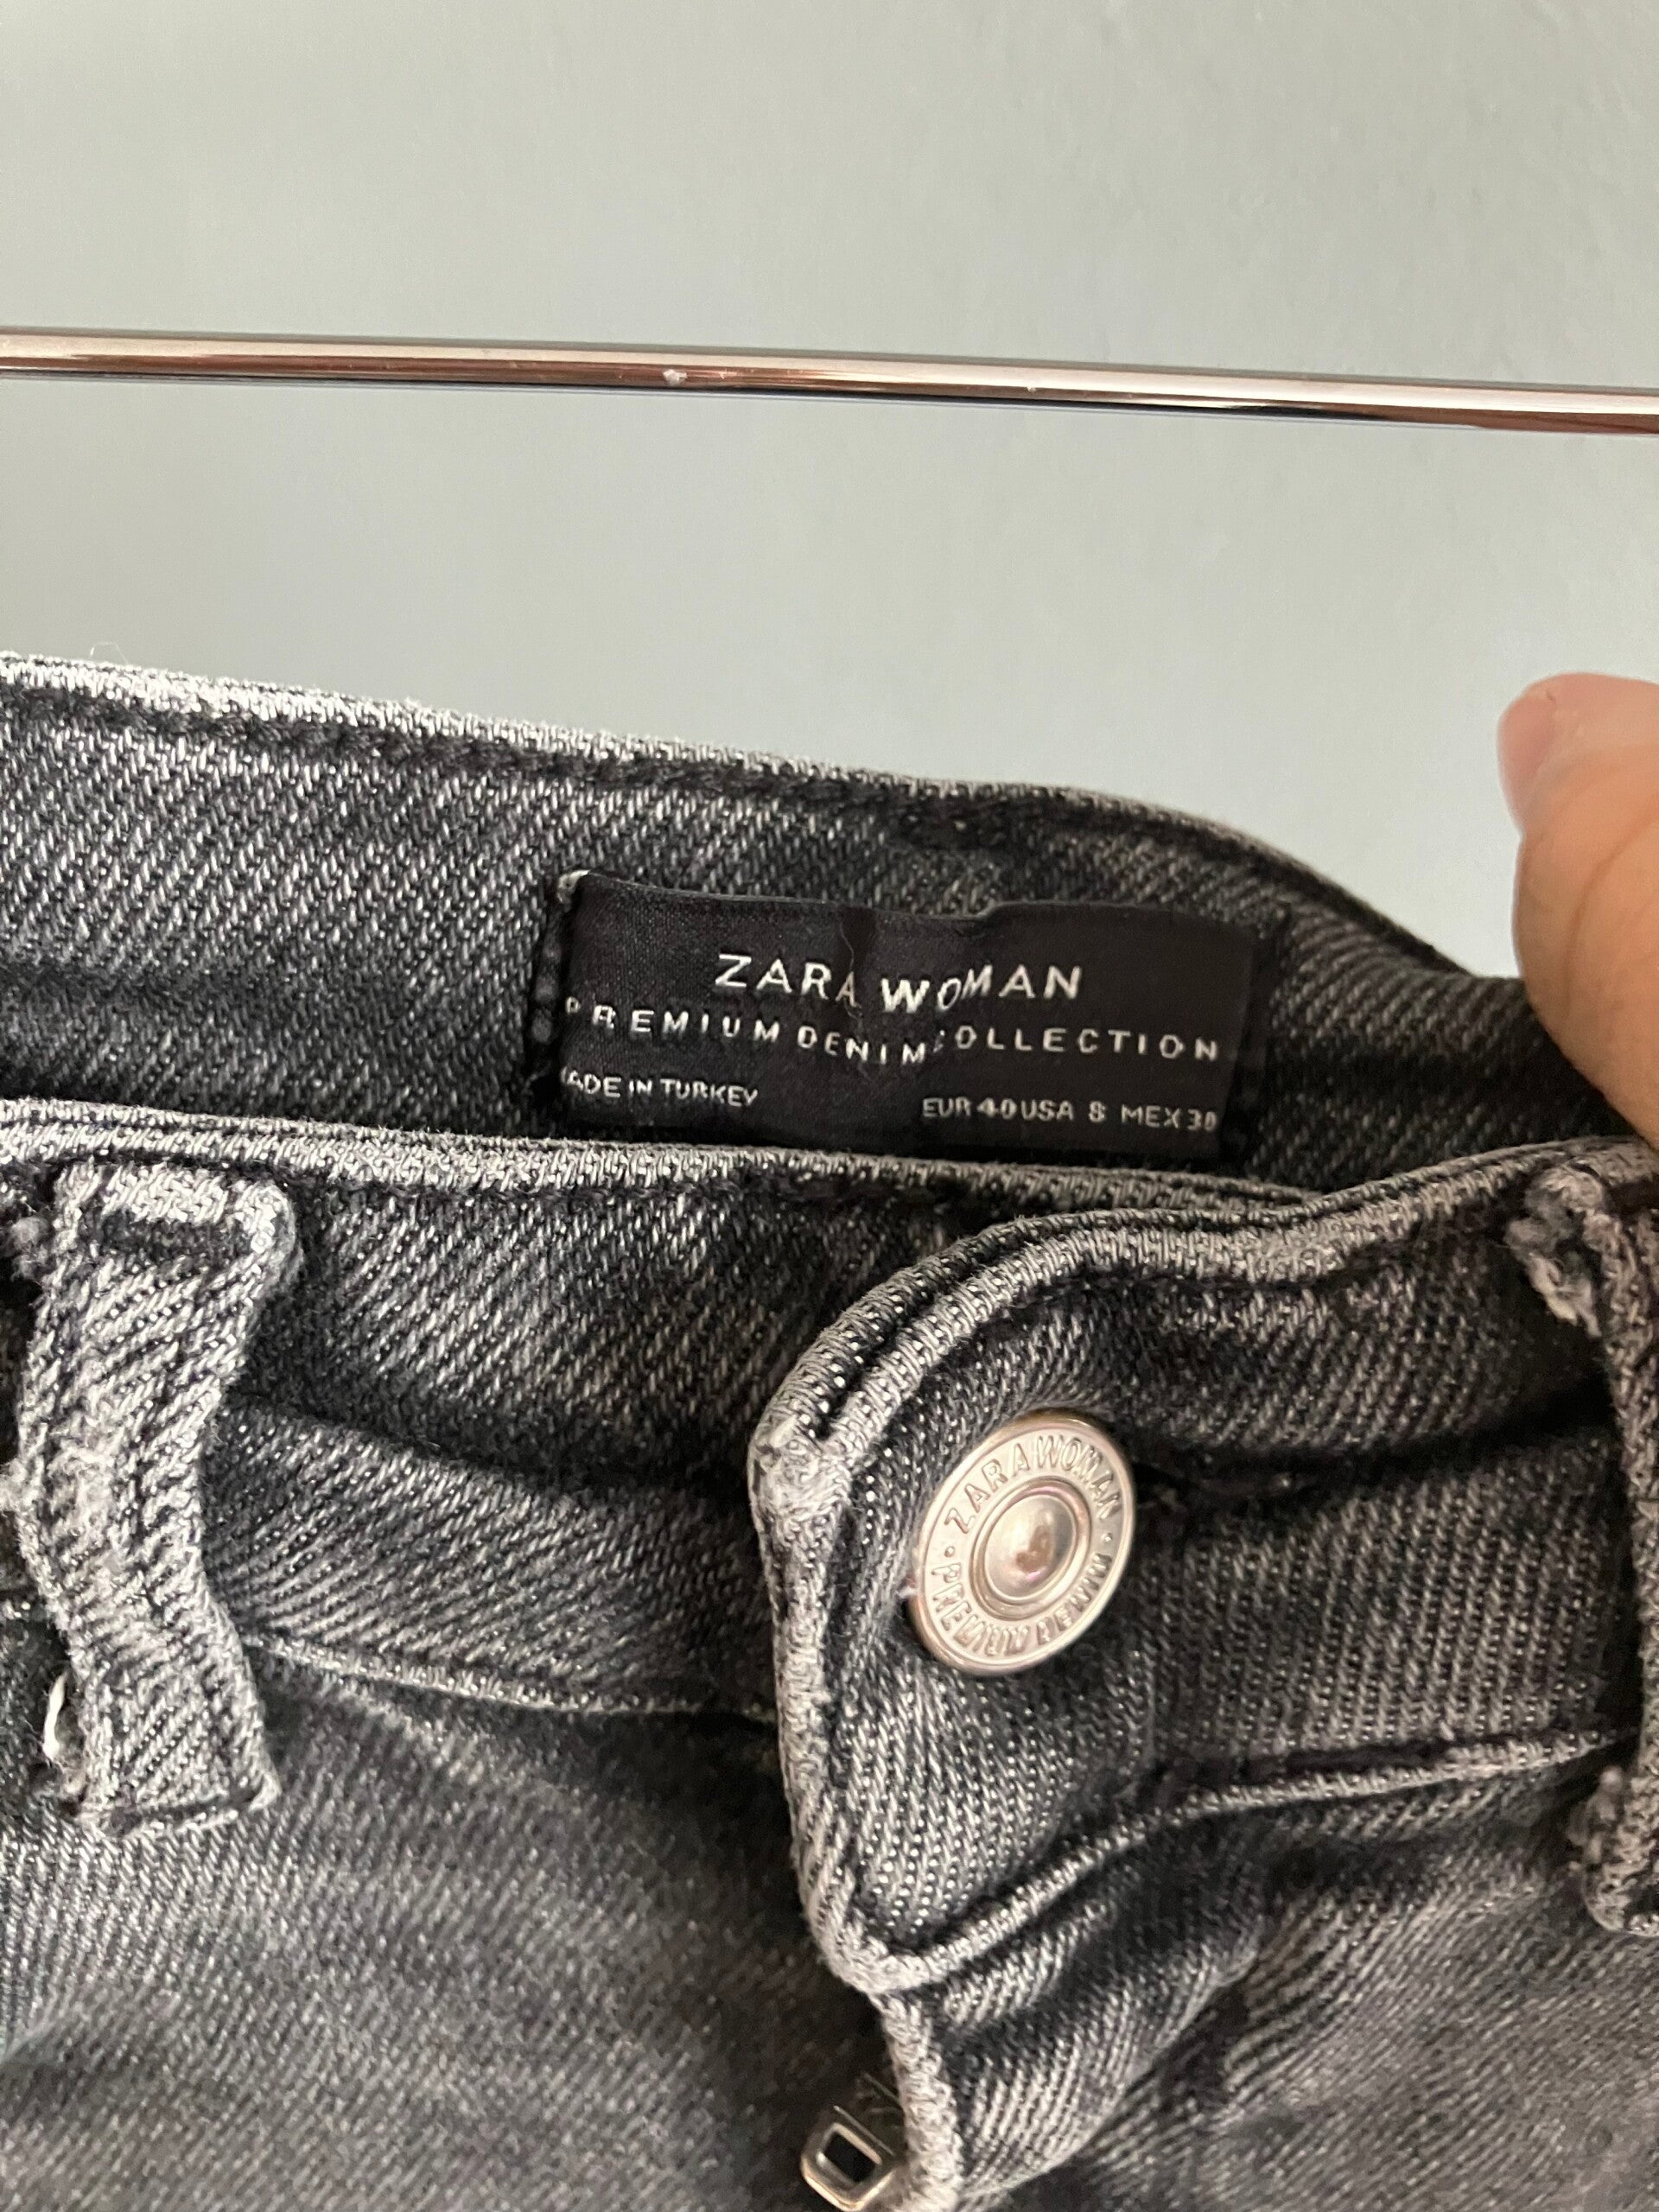 ZARA WOMAN
PREMIUM DENIM COLLECTION
MADE IN TURKEY
EUR 40 USA 8 MEX 30
ZARA WOMAN • PREMIUM DENIM •